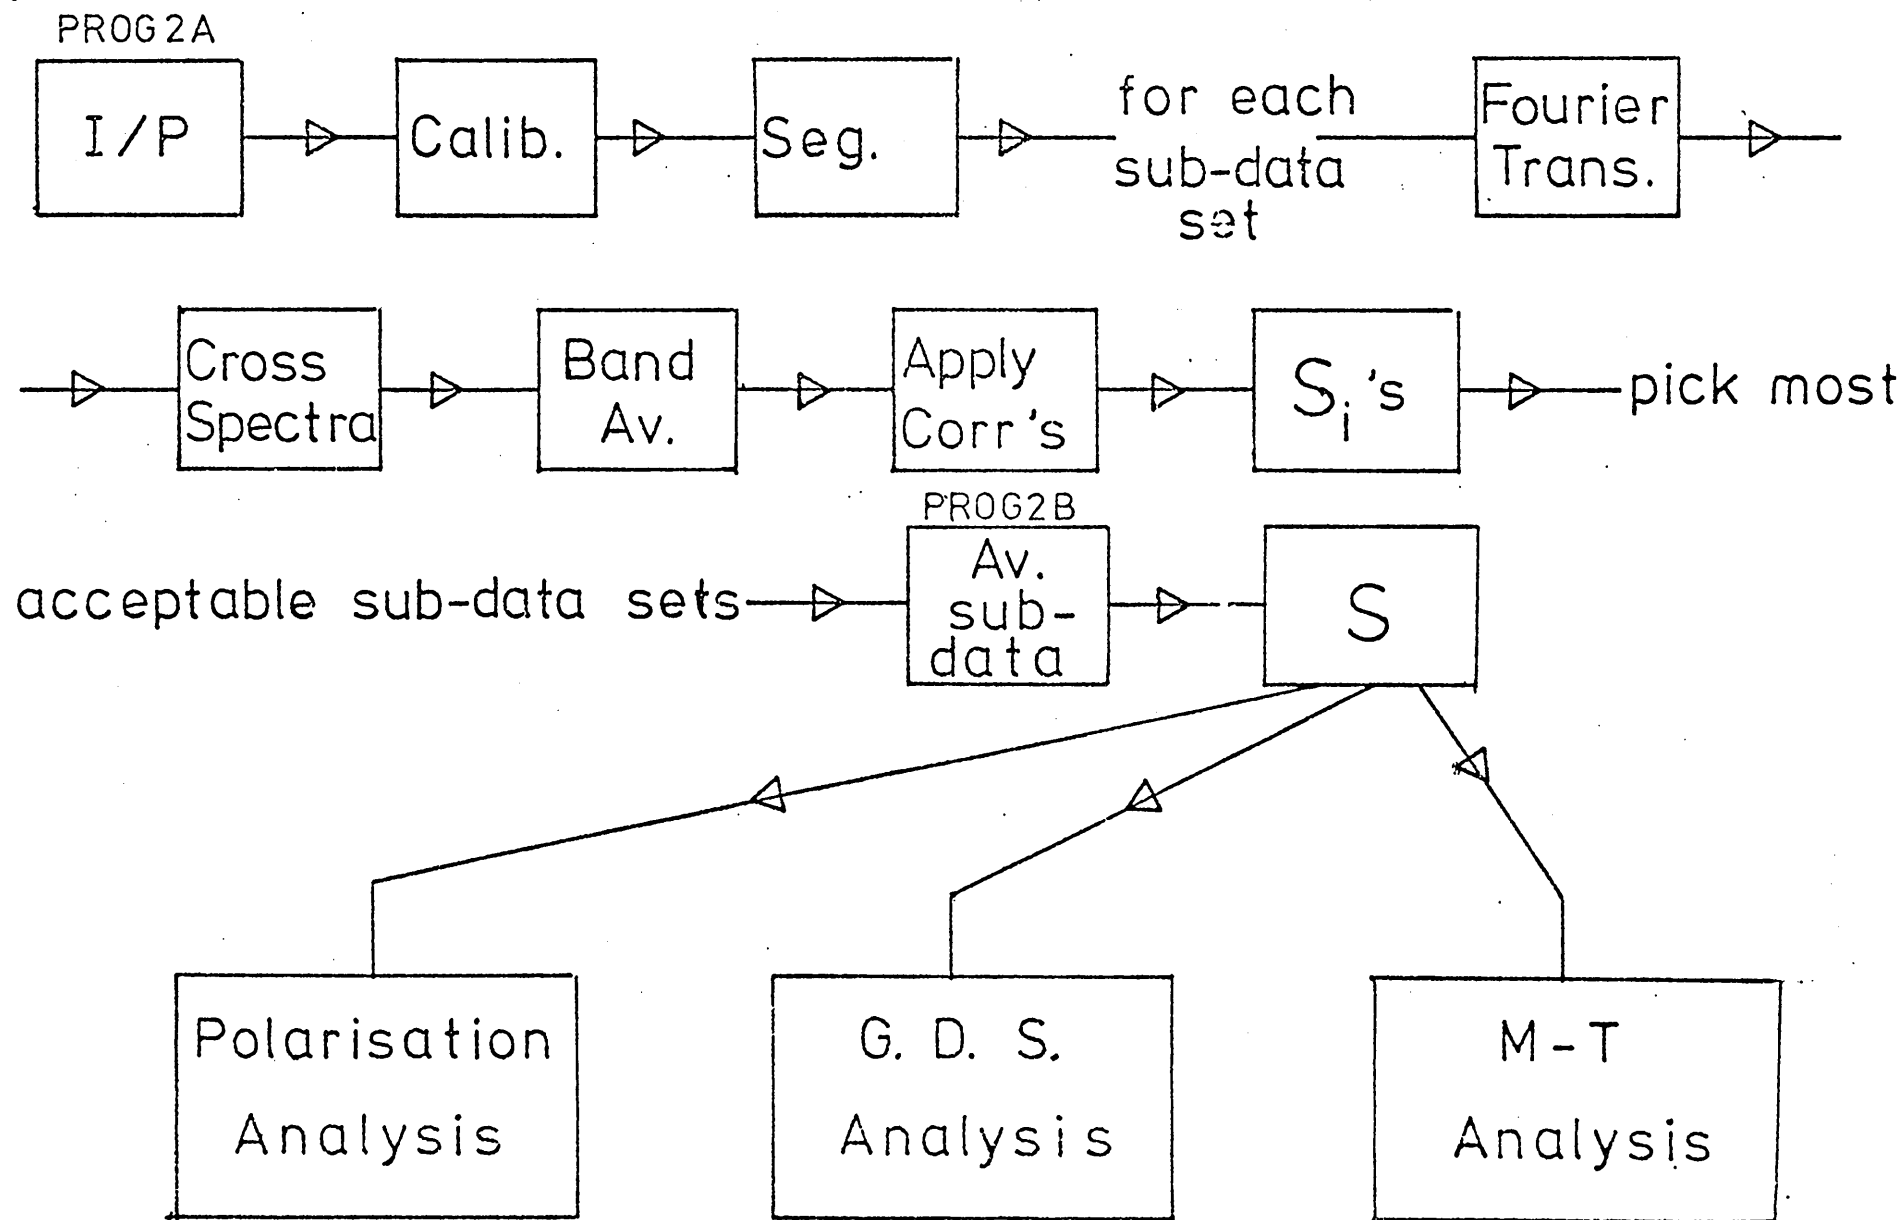 PROG2A
I/P
Calib.
Seg.
for each
sub-data
set
Fourier
Trans.
Cross
Spectra
Band
Av.
Apply
Corr's
Sᵢ's
pick most
acceptable sub-data sets
PROG2B
Av.
sub-
data
S
Polarisation
Analysis
G. D. S.
Analysis
M-T
Analysis